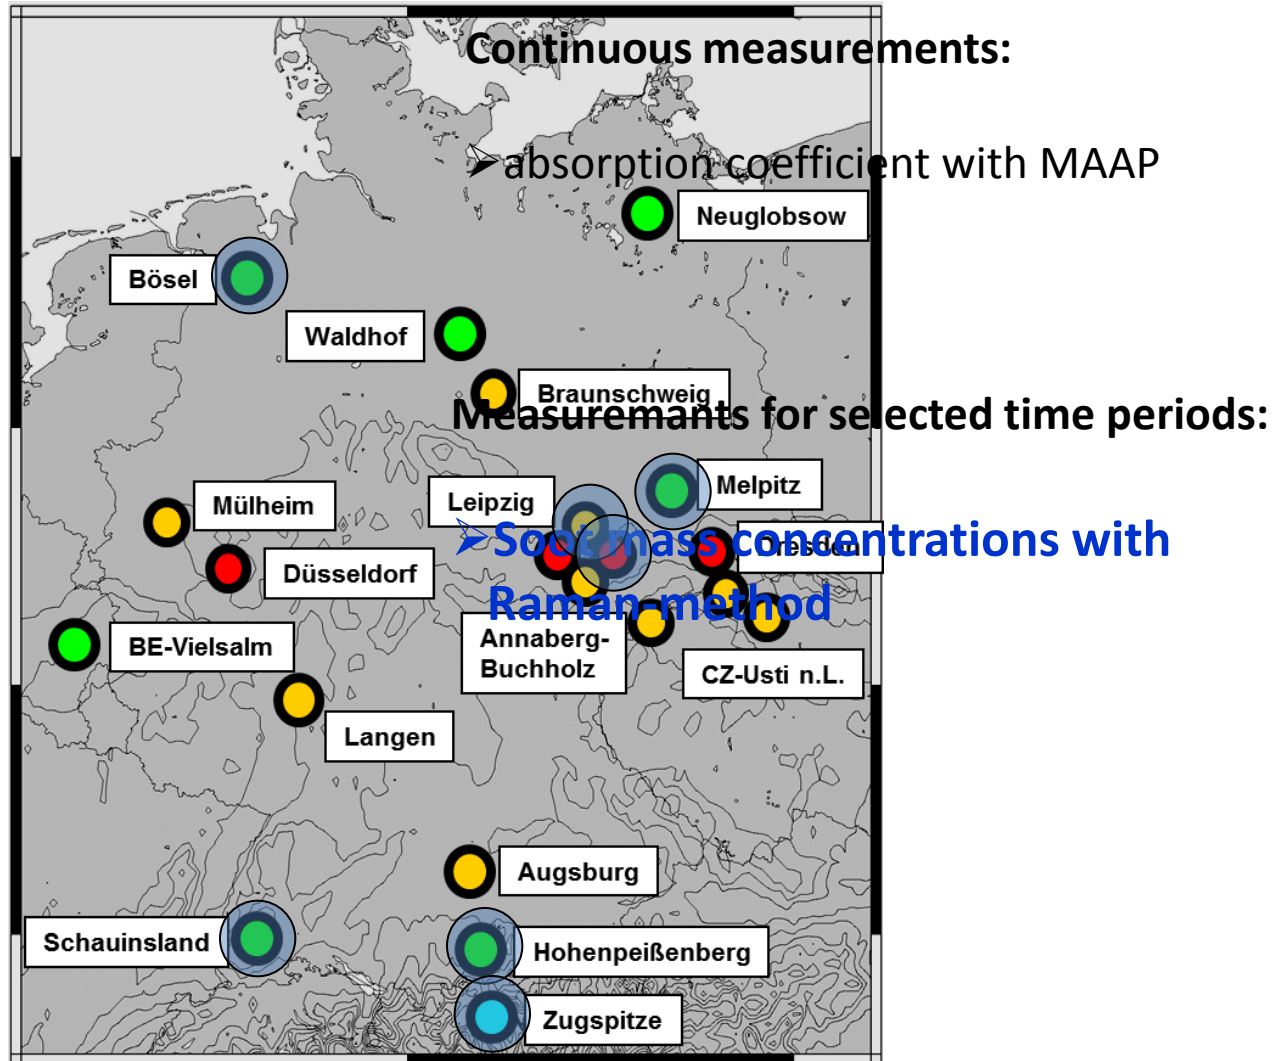 Continuous measurements:
➢absorption coefficient with MAAP
Neuglobsow
Bösel
Waldhof
Braunschweig
Measuremants for selected time periods:
Mülheim
Leipzig
Melpitz
➢Soot mass concentrations with
Raman-method
Dresden
Düsseldorf
Annaberg-
Buchholz
BE-Vielsalm
CZ-Usti n.L.
Langen
Augsburg
Schauinsland
Hohenpeißenberg
Zugspitze